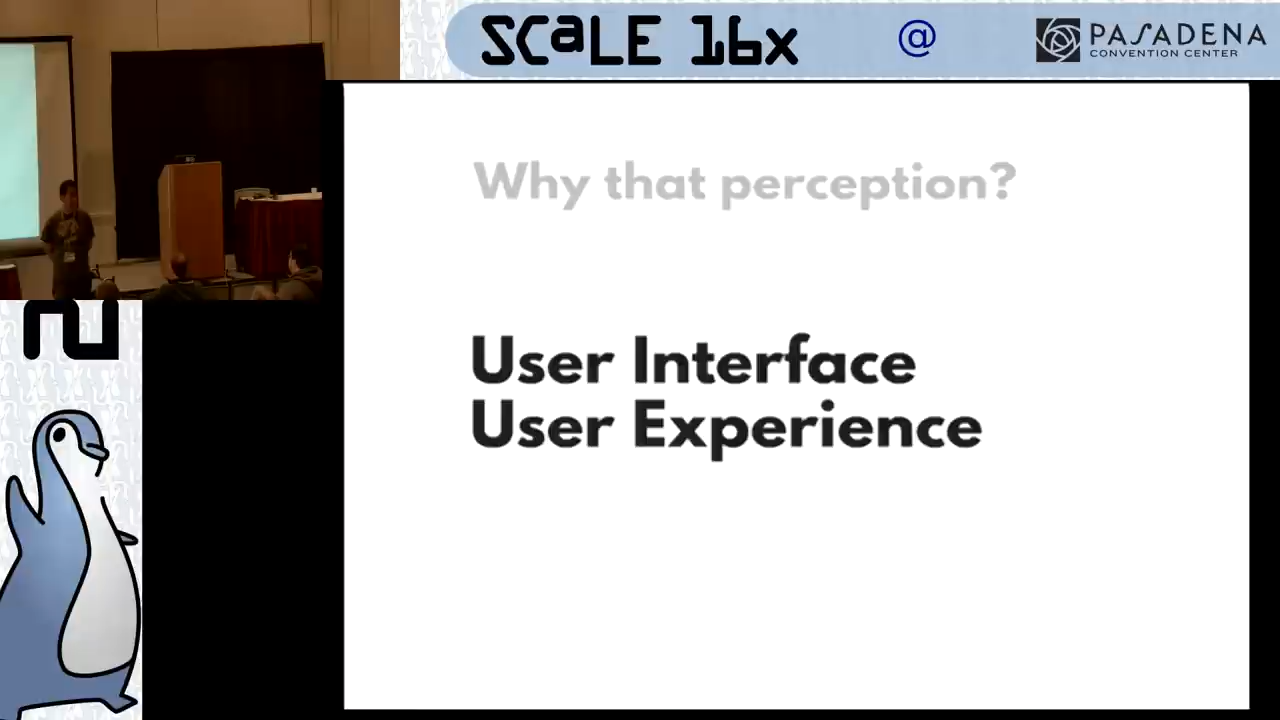 SCaLE 16x
@
PASADENA
CONVENTION CENTER
Why that perception?
User Interface
User Experience